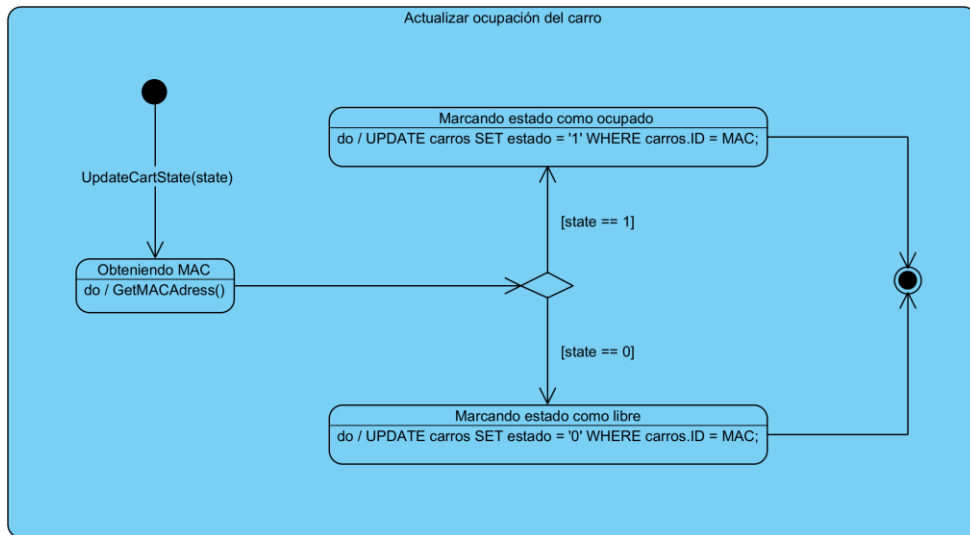 Actualizar ocupación del carro
Marcando estado como ocupado
do / UPDATE carros SET estado = '1' WHERE carros.ID = MAC;
UpdateCartState(state)
[state == 1]
Obteniendo MAC
do / GetMACAdress()
[state == 0]
Marcando estado como libre
do / UPDATE carros SET estado = '0' WHERE carros.ID = MAC;